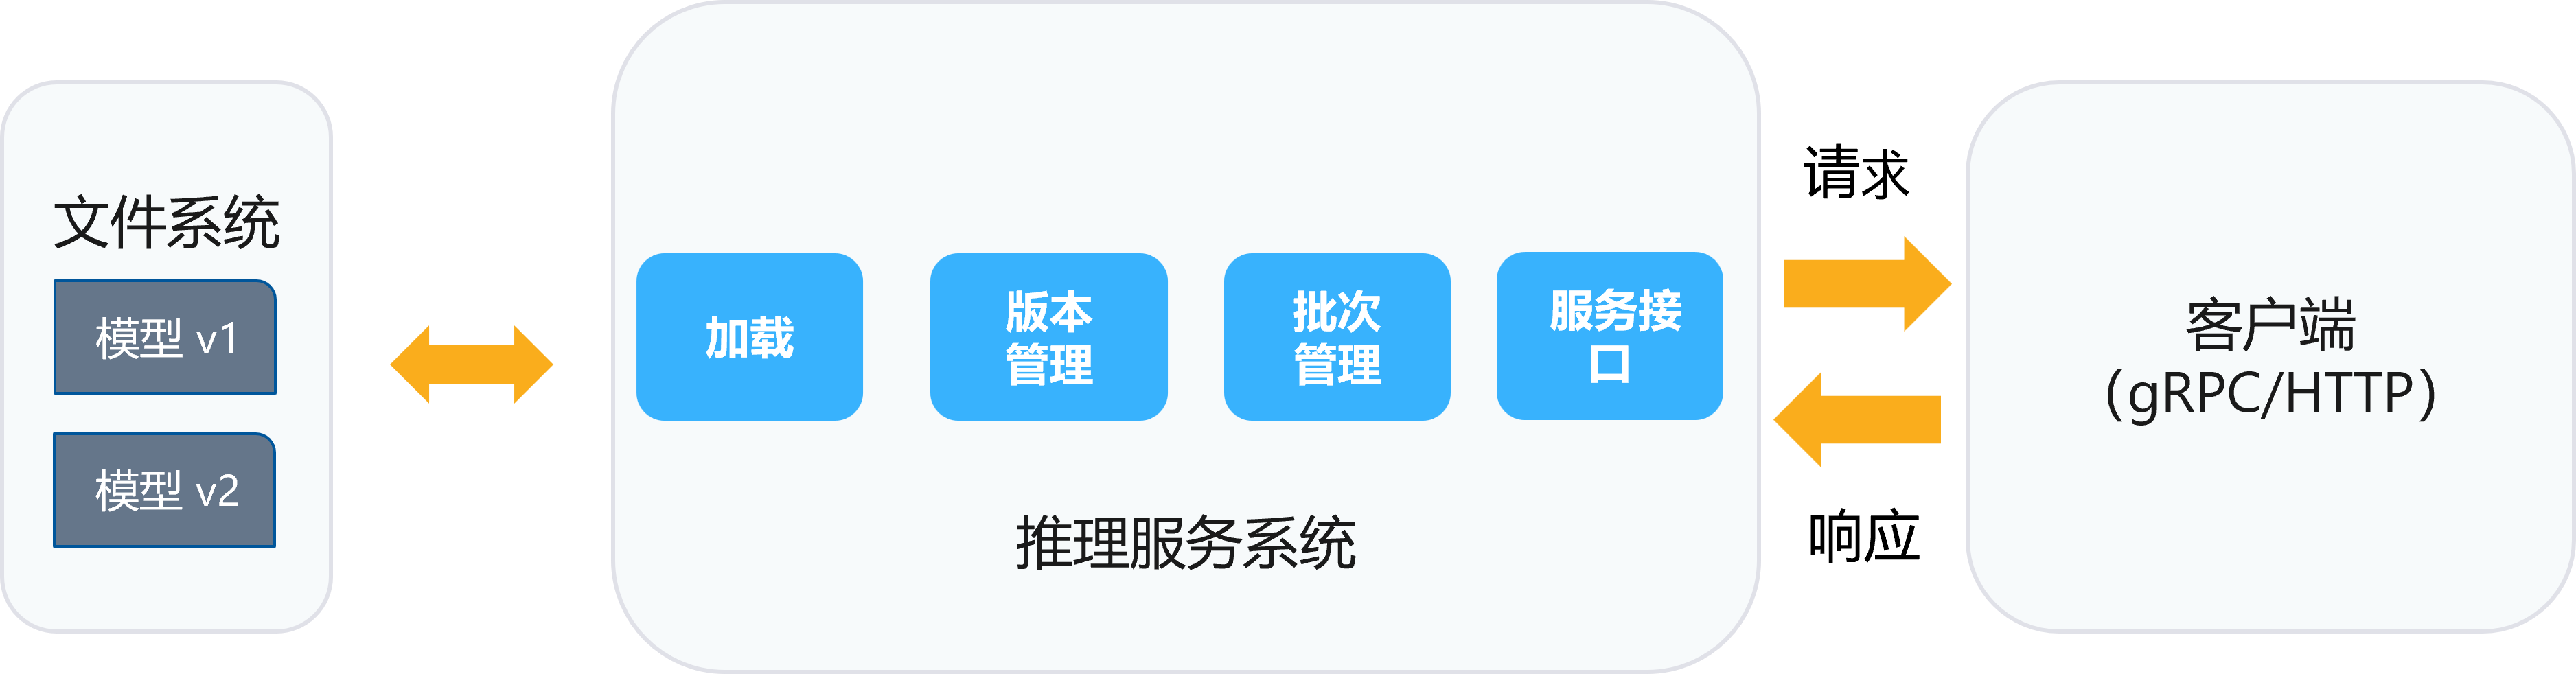 文件系统
模型 v1
模型 v2
加载
版本
管理
批次
管理
服务接
口
推理服务系统
请求
响应
客户端
（gRPC/HTTP）